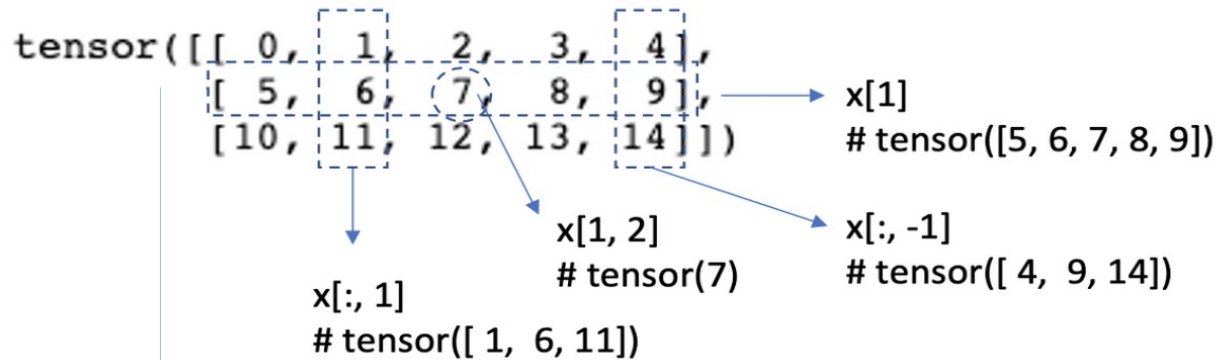 tensor([[ 0, 1, 2, 3, 4],
[ 5, 6, 7, 8, 9],
[10, 11, 12, 13, 14]])
x[1]
# tensor([5, 6, 7, 8, 9])
x[1, 2]
# tensor(7)
x[:, -1]
# tensor([ 4, 9, 14])
x[:, 1]
# tensor([ 1, 6, 11])